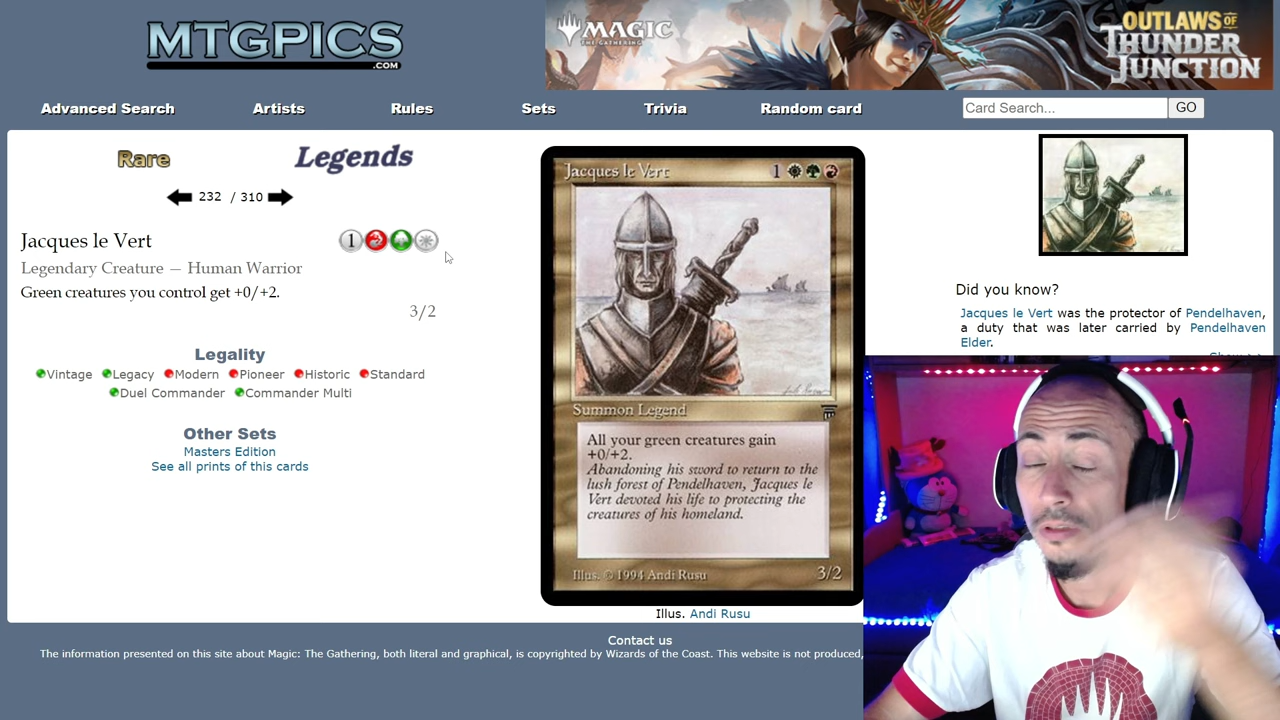 MTGPICS
.COM
MAGIC
THE GATHERING
OUTLAWS OF
THUNDER
JUNCTION
Advanced Search
Artists
Rules
Sets
Trivia
Random card
Card Search...
GO
Rare
Legends
232 / 310
Jacques le Vert
1
Legendary Creature — Human Warrior
Green creatures you control get +0/+2.
3/2
Legality
Vintage Legacy Modern Pioneer Historic Standard
Duel Commander Commander Multi
Other Sets
Masters Edition
See all prints of this cards
Jacques le Vert 1
Summon Legend
All your green creatures gain
+0/+2.
Abandoning his sword to return to the
lush forest of Pendelhaven, Jacques le
Vert devoted his life to protecting the
creatures of his homeland.
Illus. © 1994 Andi Rusu 3/2
Illus. Andi Rusu
Did you know?
Jacques le Vert was the protector of Pendelhaven,
a duty that was later carried by Pendelhaven
Elder.
Contact us
The information presented on this site about Magic: The Gathering, both literal and graphical, is copyrighted by Wizards of the Coast. This website is not produced,